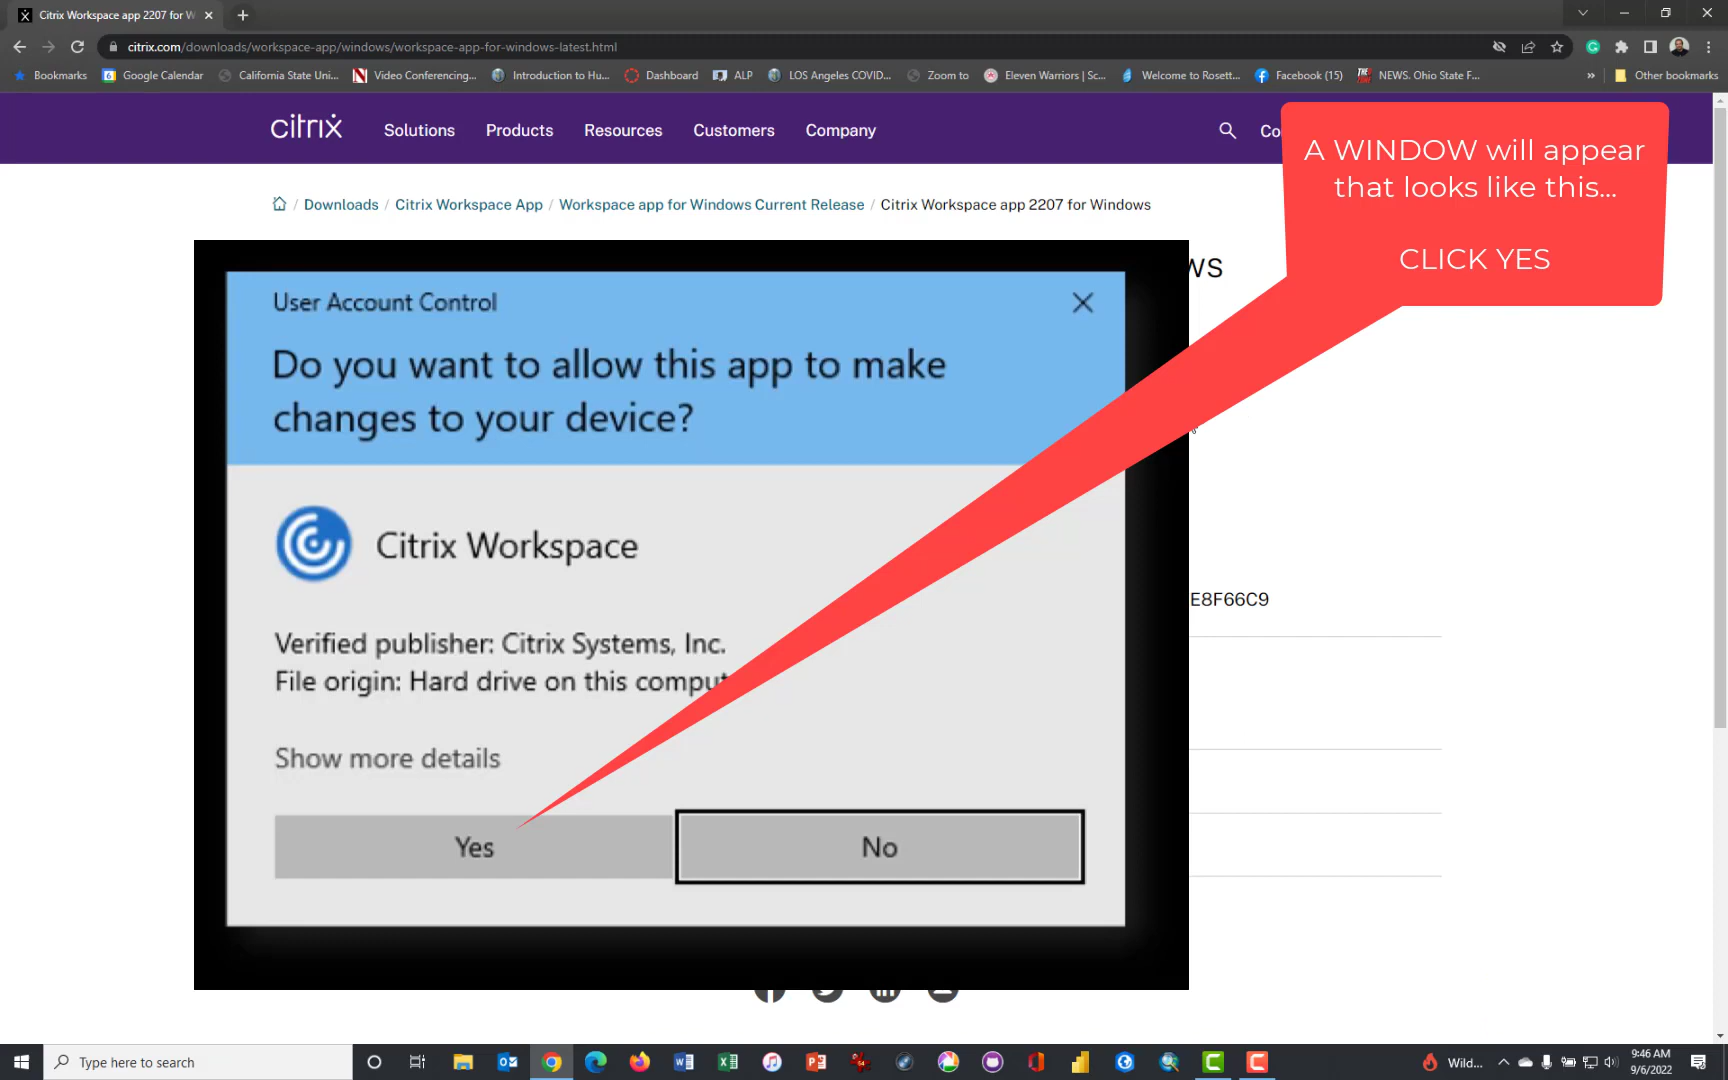 Citrix Workspace app 2207 for W
citrix.com/downloads/workspace-app/windows/workspace-app-for-windows-latest.html
Bookmarks
Google Calendar
California State Uni...
Video Conferencing...
Introduction to Hu...
Dashboard
ALP
LOS Angeles COVID...
Zoom to
Eleven Warriors | Sc...
Welcome to Rosett...
Facebook (15)
NEWS. Ohio State F...
»
Other bookmarks
citrix
Solutions
Products
Resources
Customers
Company
Co
A WINDOW will appear
that looks like this...
CLICK YES
Downloads / Citrix Workspace App / Workspace app for Windows Current Release / Citrix Workspace app 2207 for Windows
ws
User Account Control
Do you want to allow this app to make
changes to your device?
Citrix Workspace
Verified publisher: Citrix Systems, Inc.
File origin: Hard drive on this comput
Show more details
Yes
No
E8F66C9
Type here to search
Wild...
9:46 AM
9/6/2022